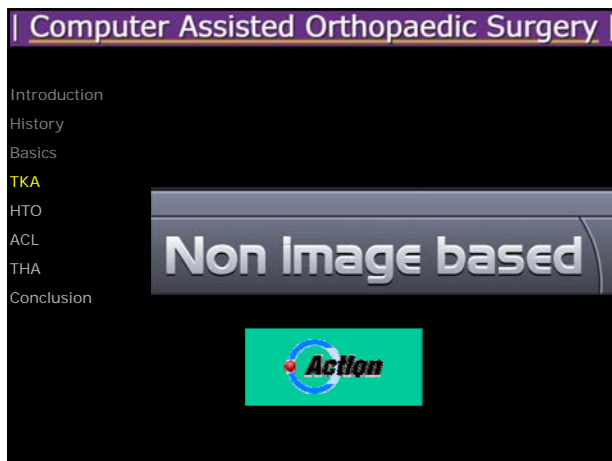 | Computer Assisted Orthopaedic Surgery |
Introduction
History
Basics
TKA
HTO
ACL
THA
Conclusion
Non image based
Action